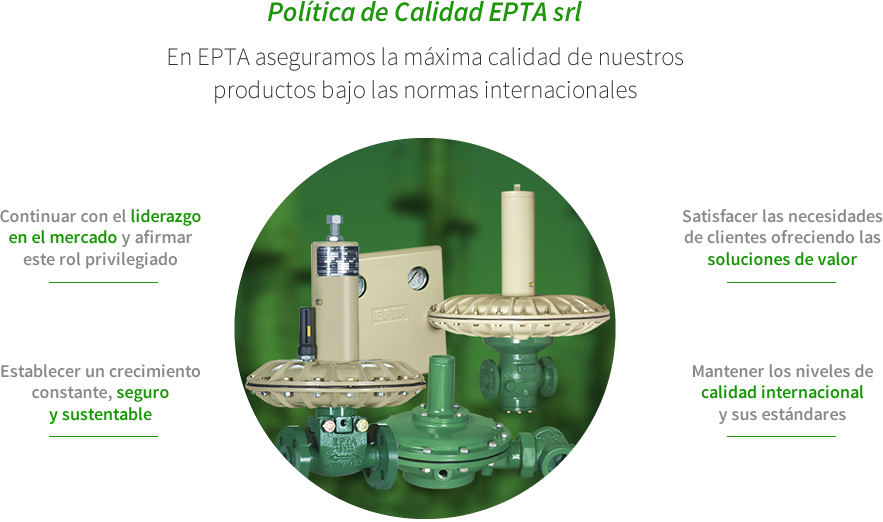 Política de Calidad EPTA srl
En EPTA aseguramos la máxima calidad de nuestros
productos bajo las normas internacionales
Continuar con el liderazgo
en el mercado y afirmar
este rol privilegiado
Establecer un crecimiento
constante, seguro
y sustentable
EPTA
EPTA
Satisfacer las necesidades
de clientes ofreciendo las
soluciones de valor
Mantener los niveles de
calidad internacional
y sus estándares